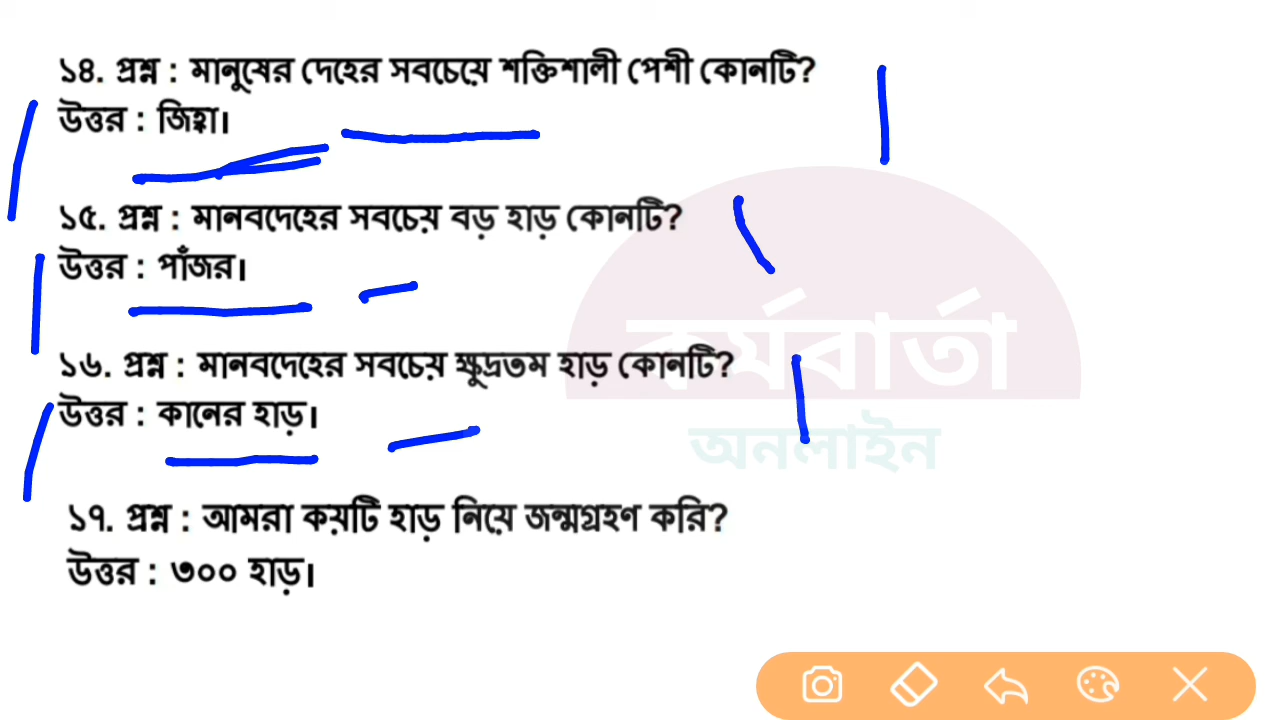 ১৪. প্রশ্ন : মানুষের দেহের সবচেয়ে শক্তিশালী পেশী কোনটি?
উত্তর : জিহ্বা।
১৫. প্রশ্ন : মানবদেহের সবচেয় বড় হাড় কোনটি?
উত্তর : পাঁজর।
১৬. প্রশ্ন : মানবদেহের সবচেয় ক্ষুদ্রতম হাড় কোনটি?
উত্তর : কানের হাড়।
১৭. প্রশ্ন : আমরা কয়টি হাড় নিয়ে জন্মগ্রহণ করি?
উত্তর : ৩০০ হাড়।
কর্মবার্তা
অনলাইন